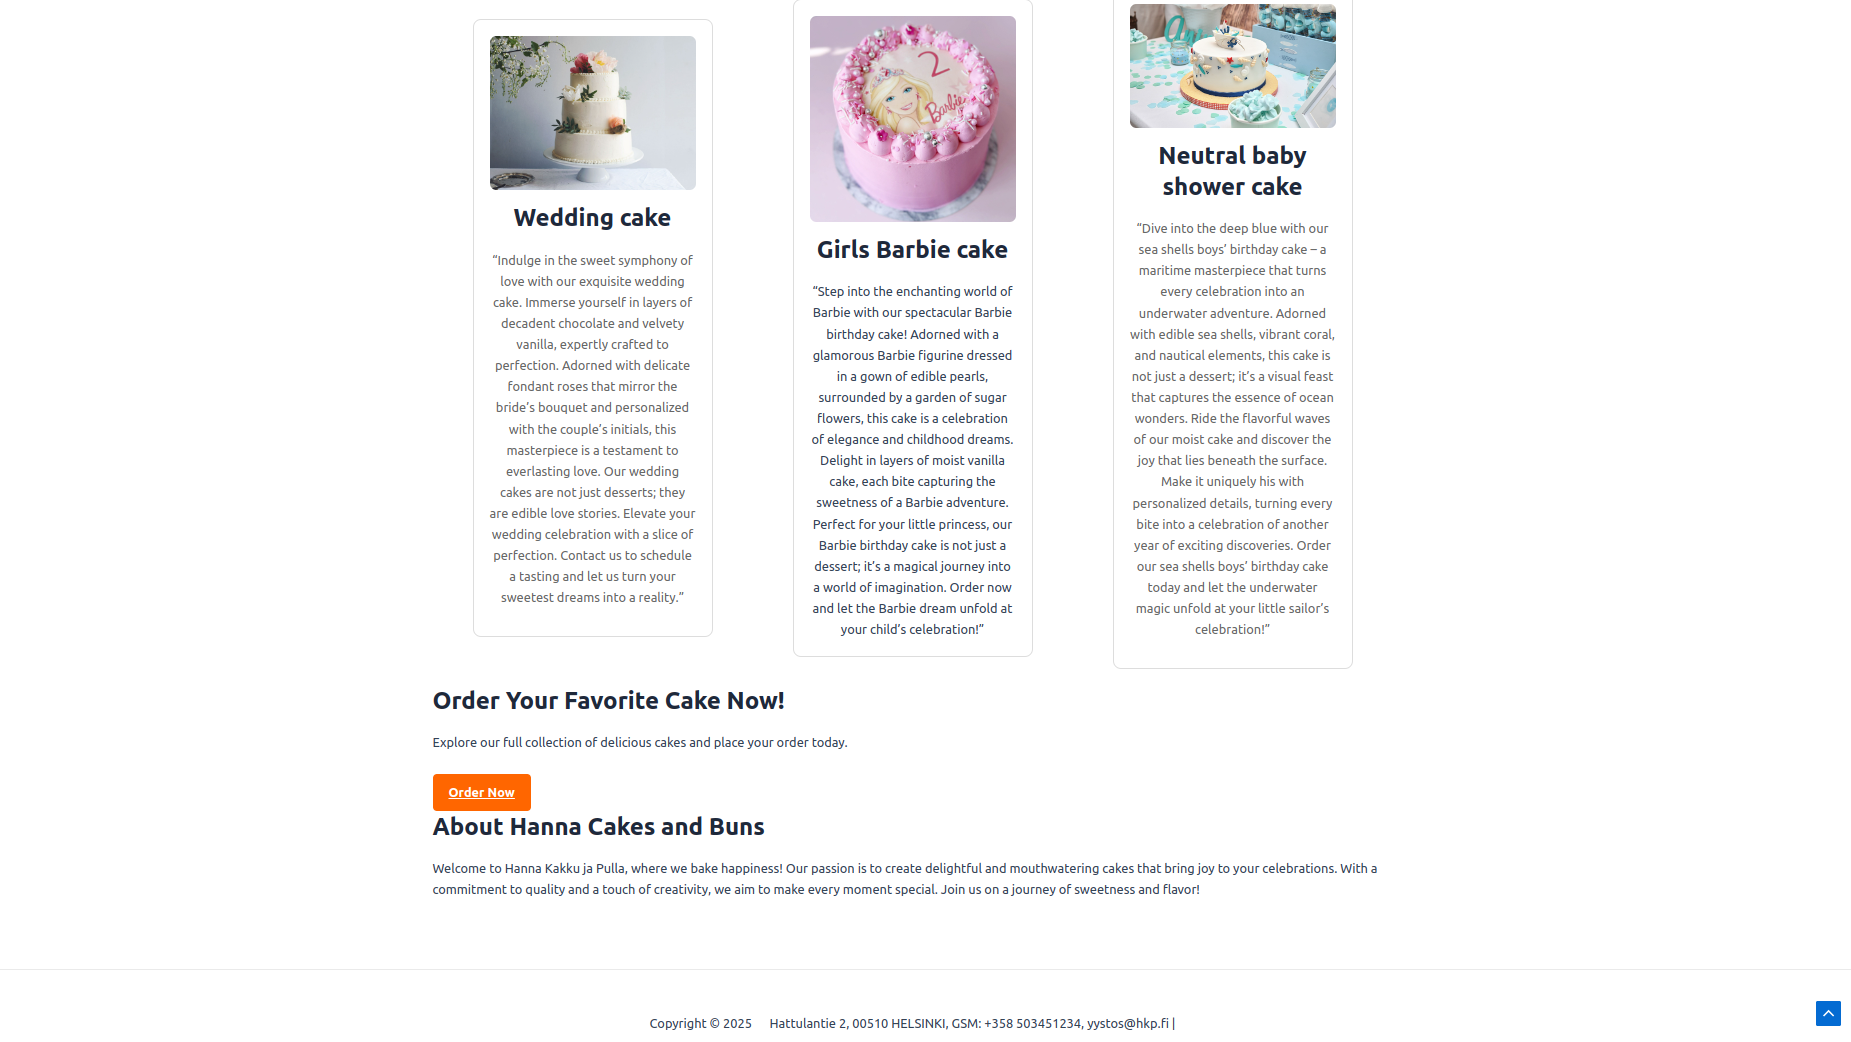 2
Barbie
Wedding cake
“Indulge in the sweet symphony of
love with our exquisite wedding
cake. Immerse yourself in layers of
decadent chocolate and velvety
vanilla, expertly crafted to
perfection. Adorned with delicate
fondant roses that mirror the
bride’s bouquet and personalized
with the couple’s initials, this
masterpiece is a testament to
everlasting love. Our wedding
cakes are not just desserts; they
are edible love stories. Elevate your
wedding celebration with a slice of
perfection. Contact us to schedule
a tasting and let us turn your
sweetest dreams into a reality.”
Girls Barbie cake
“Step into the enchanting world of
Barbie with our spectacular Barbie
birthday cake! Adorned with a
glamorous Barbie figurine dressed
in a gown of edible pearls,
surrounded by a garden of sugar
flowers, this cake is a celebration
of elegance and childhood dreams.
Delight in layers of moist vanilla
cake, each bite capturing the
sweetness of a Barbie adventure.
Perfect for your little princess, our
Barbie birthday cake is not just a
dessert; it’s a magical journey into
a world of imagination. Order now
and let the Barbie dream unfold at
your child’s celebration!”
Neutral baby
shower cake
“Dive into the deep blue with our
sea shells boys’ birthday cake – a
maritime masterpiece that turns
every celebration into an
underwater adventure. Adorned
with edible sea shells, vibrant coral,
and nautical elements, this cake is
not just a dessert; it’s a visual feast
that captures the essence of ocean
wonders. Ride the flavorful waves
of our moist cake and discover the
joy that lies beneath the surface.
Make it uniquely his with
personalized details, turning every
bite into a celebration of another
year of exciting discoveries. Order
our sea shells boys’ birthday cake
today and let the underwater
magic unfold at your little sailor’s
celebration!”
Order Your Favorite Cake Now!
Explore our full collection of delicious cakes and place your order today.
Order Now
About Hanna Cakes and Buns
Welcome to Hanna Kakku ja Pulla, where we bake happiness! Our passion is to create delightful and mouthwatering cakes that bring joy to your celebrations. With a
commitment to quality and a touch of creativity, we aim to make every moment special. Join us on a journey of sweetness and flavor!
Copyright © 2025 Hattulantie 2, 00510 HELSINKI, GSM: +358 503451234, yystos@hkp.fi |